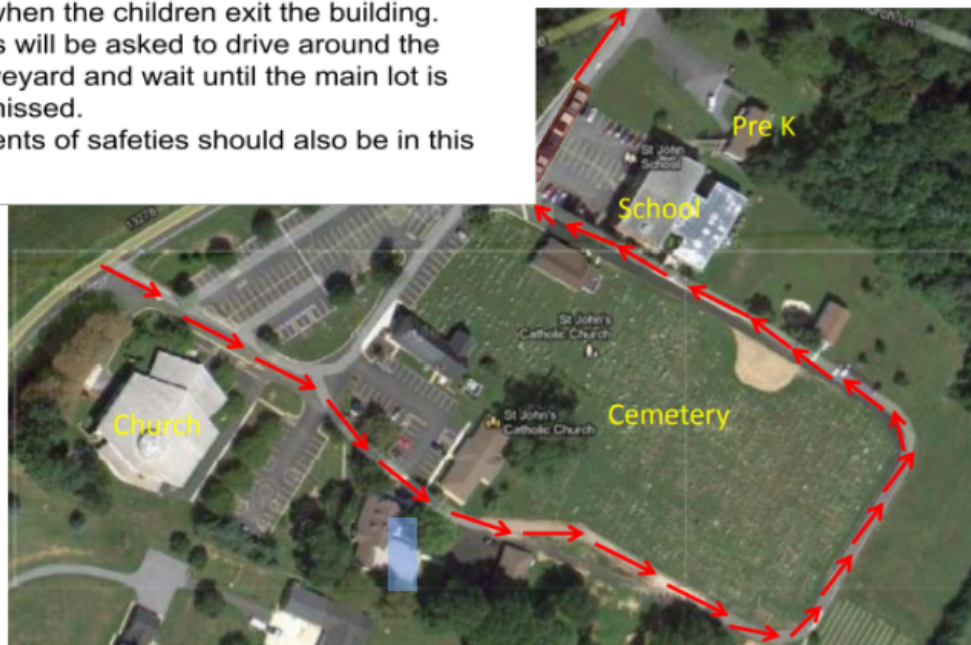 when the children exit the building.
s will be asked to drive around the
veyard and wait until the main lot is
nissed.
ents of safeties should also be in this
Pre K
St John
School
School
St John's
Catholic Church
Church
St John's
Catholic Church
Cemetery